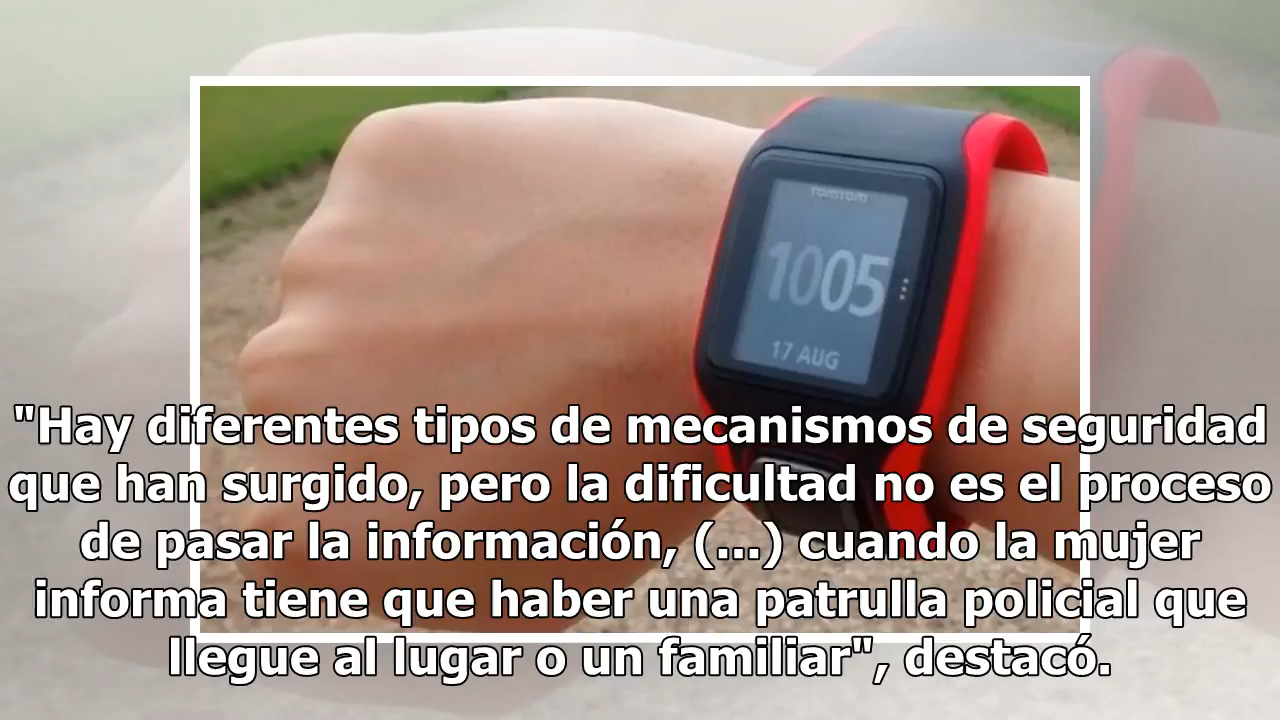 TOMTOM
1005
17 AUG
"Hay diferentes tipos de mecanismos de seguridad
que han surgido, pero la dificultad no es el proceso
de pasar la información, (...) cuando la mujer
informa tiene que haber una patrulla policial que
llegue al lugar o un familiar", destacó.